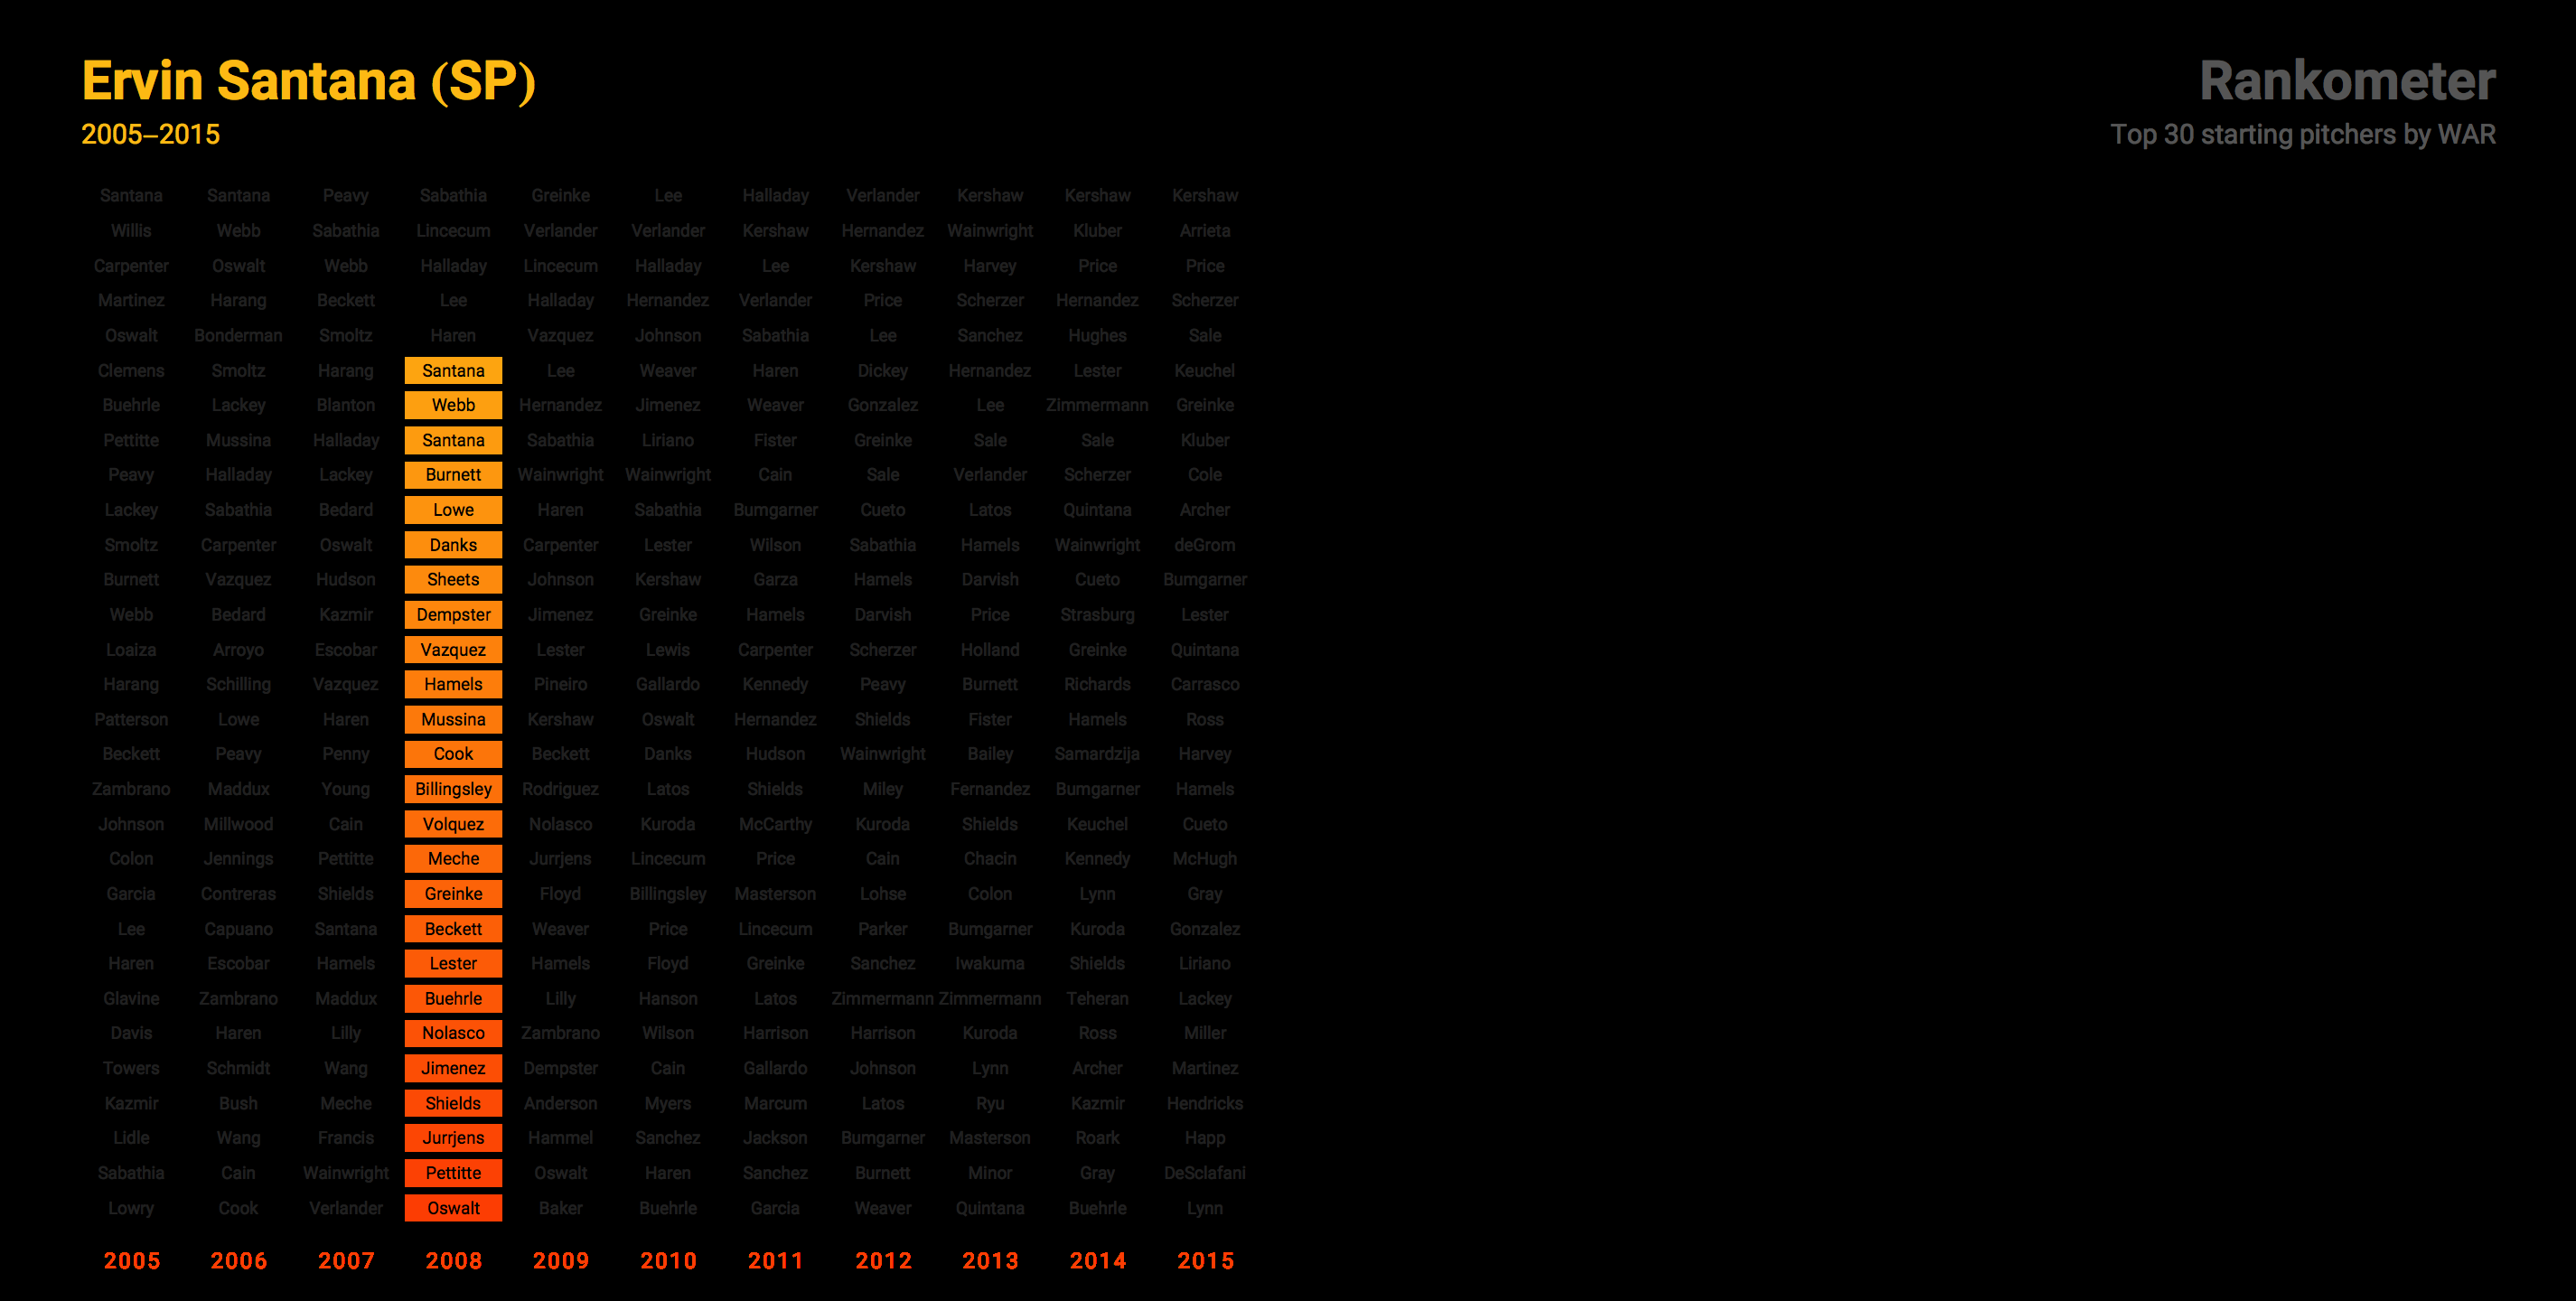 Ervin Santana (SP)
2005–2015
Rankometer
Top 30 starting pitchers by WAR
Santana Santana Peavy Sabathia Greinke Lee Halladay Verlander Kershaw Kershaw Kershaw
Willis Webb Sabathia Lincecum Verlander Verlander Kershaw Hernandez Wainwright Kluber Arrieta
Carpenter Oswalt Webb Halladay Lincecum Halladay Lee Kershaw Harvey Price Price
Martinez Harang Beckett Lee Halladay Hernandez Verlander Price Scherzer Hernandez Scherzer
Oswalt Bonderman Smoltz Haren Vazquez Johnson Sabathia Lee Sanchez Hughes Sale
Clemens Smoltz Harang Santana Lee Weaver Haren Dickey Hernandez Lester Keuchel
Buehrle Lackey Blanton Webb Hernandez Jimenez Weaver Gonzalez Lee Zimmermann Greinke
Pettitte Mussina Halladay Santana Sabathia Liriano Fister Greinke Sale Sale Kluber
Peavy Halladay Lackey Burnett Wainwright Wainwright Cain Sale Verlander Scherzer Cole
Lackey Sabathia Bedard Lowe Haren Sabathia Bumgarner Cueto Latos Quintana Archer
Smoltz Carpenter Oswalt Danks Carpenter Lester Wilson Sabathia Hamels Wainwright deGrom
Burnett Vazquez Hudson Sheets Johnson Kershaw Garza Hamels Darvish Cueto Bumgarner
Webb Bedard Kazmir Dempster Jimenez Greinke Hamels Darvish Price Strasburg Lester
Loaiza Arroyo Escobar Vazquez Lester Lewis Carpenter Scherzer Holland Greinke Quintana
Harang Schilling Vazquez Hamels Pineiro Gallardo Kennedy Peavy Burnett Richards Carrasco
Patterson Lowe Haren Mussina Kershaw Oswalt Hernandez Shields Fister Hamels Ross
Beckett Peavy Penny Cook Beckett Danks Hudson Wainwright Bailey Samardzija Harvey
Zambrano Maddux Young Billingsley Rodriguez Latos Shields Miley Fernandez Bumgarner Hamels
Johnson Millwood Cain Volquez Nolasco Kuroda McCarthy Kuroda Shields Keuchel Cueto
Colon Jennings Pettitte Meche Jurrjens Lincecum Price Cain Chacin Kennedy McHugh
Garcia Contreras Shields Greinke Floyd Billingsley Masterson Lohse Colon Lynn Gray
Lee Capuano Santana Beckett Weaver Price Lincecum Parker Bumgarner Kuroda Gonzalez
Haren Escobar Hamels Lester Hamels Floyd Greinke Sanchez Iwakuma Shields Liriano
Glavine Zambrano Maddux Buehrle Lilly Hanson Latos Zimmermann Zimmermann Teheran Lackey
Davis Haren Lilly Nolasco Zambrano Wilson Harrison Harrison Kuroda Ross Miller
Towers Schmidt Wang Jimenez Dempster Cain Gallardo Johnson Lynn Archer Martinez
Kazmir Bush Meche Shields Anderson Myers Marcum Latos Ryu Kazmir Hendricks
Lidle Wang Francis Jurrjens Hammel Sanchez Jackson Bumgarner Masterson Roark Happ
Sabathia Cain Wainwright Pettitte Oswalt Haren Sanchez Burnett Minor Gray DeSclafani
Lowry Cook Verlander Oswalt Baker Buehrle Garcia Weaver Quintana Buehrle Lynn
2005 2006 2007 2008 2009 2010 2011 2012 2013 2014 2015